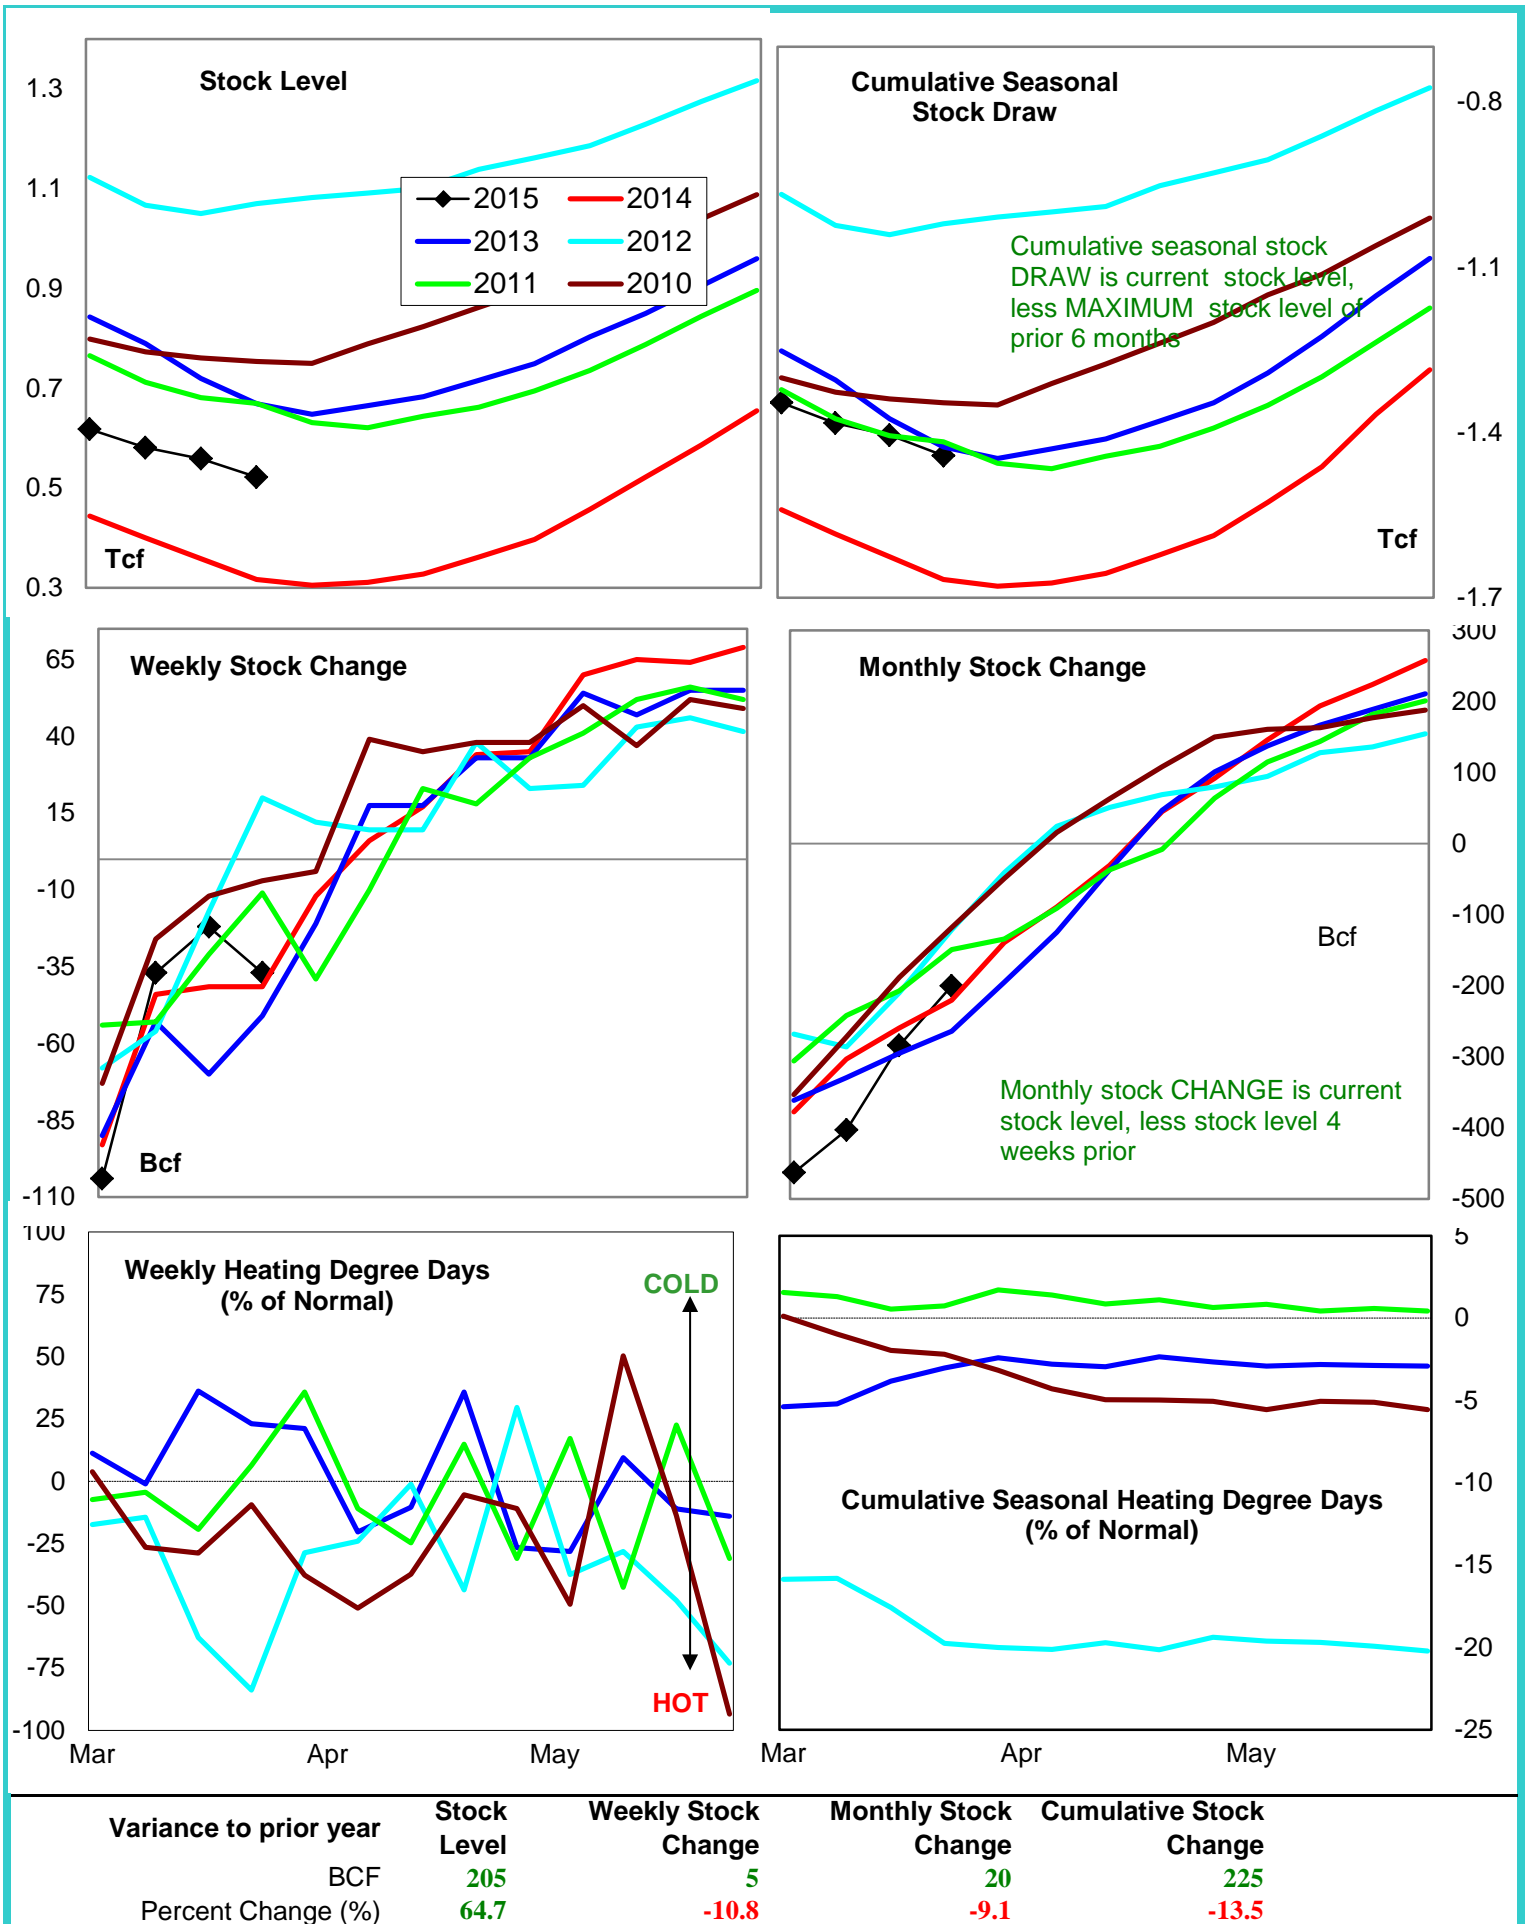 Stock Level
1.3
1.1
0.9
0.7
0.5
0.3
Tcf
2015 2014
2013 2012
2011 2010
Cumulative Seasonal
Stock Draw
-0.8
-1.1
-1.4
-1.7
Cumulative seasonal stock
DRAW is current stock level,
less MAXIMUM stock level of
prior 6 months
Tcf
Weekly Stock Change
65
40
15
-10
-35
-60
-85
-110
Bcf
Monthly Stock Change
300
200
100
0
-100
-200
-300
-400
-500
Bcf
Monthly stock CHANGE is current
stock level, less stock level 4
weeks prior
Weekly Heating Degree Days
(% of Normal)
100
75
50
25
0
-25
-50
-75
-100
COLD
HOT
Mar Apr May
5
0
-5
-10
-15
-20
-25
Cumulative Seasonal Heating Degree Days
(% of Normal)
Mar Apr May
Variance to prior year
Stock
Level
Weekly Stock
Change
Monthly Stock
Change
Cumulative Stock
Change
BCF 205 5 20 225
Percent Change (%) 64.7 -10.8 -9.1 -13.5